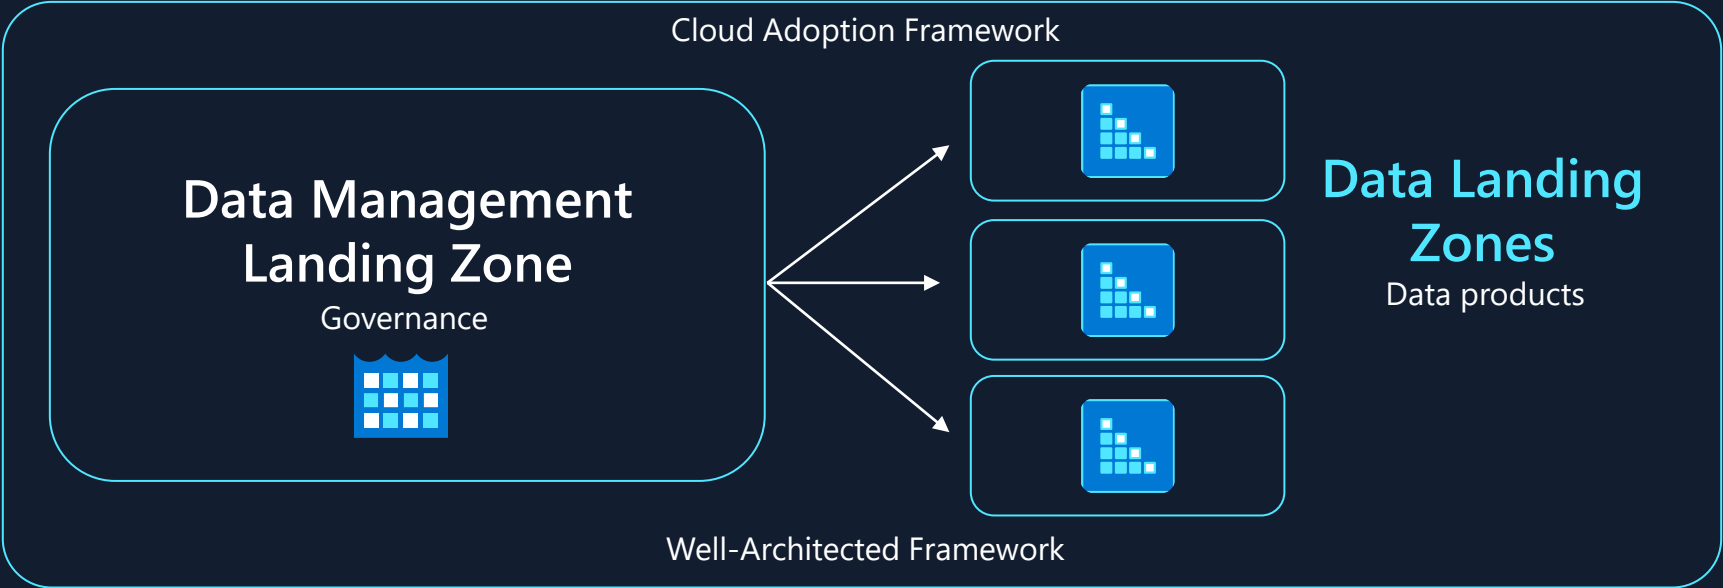 Cloud Adoption Framework
Data Management
Landing Zone
Governance
Data Landing
Zones
Data products
Well-Architected Framework